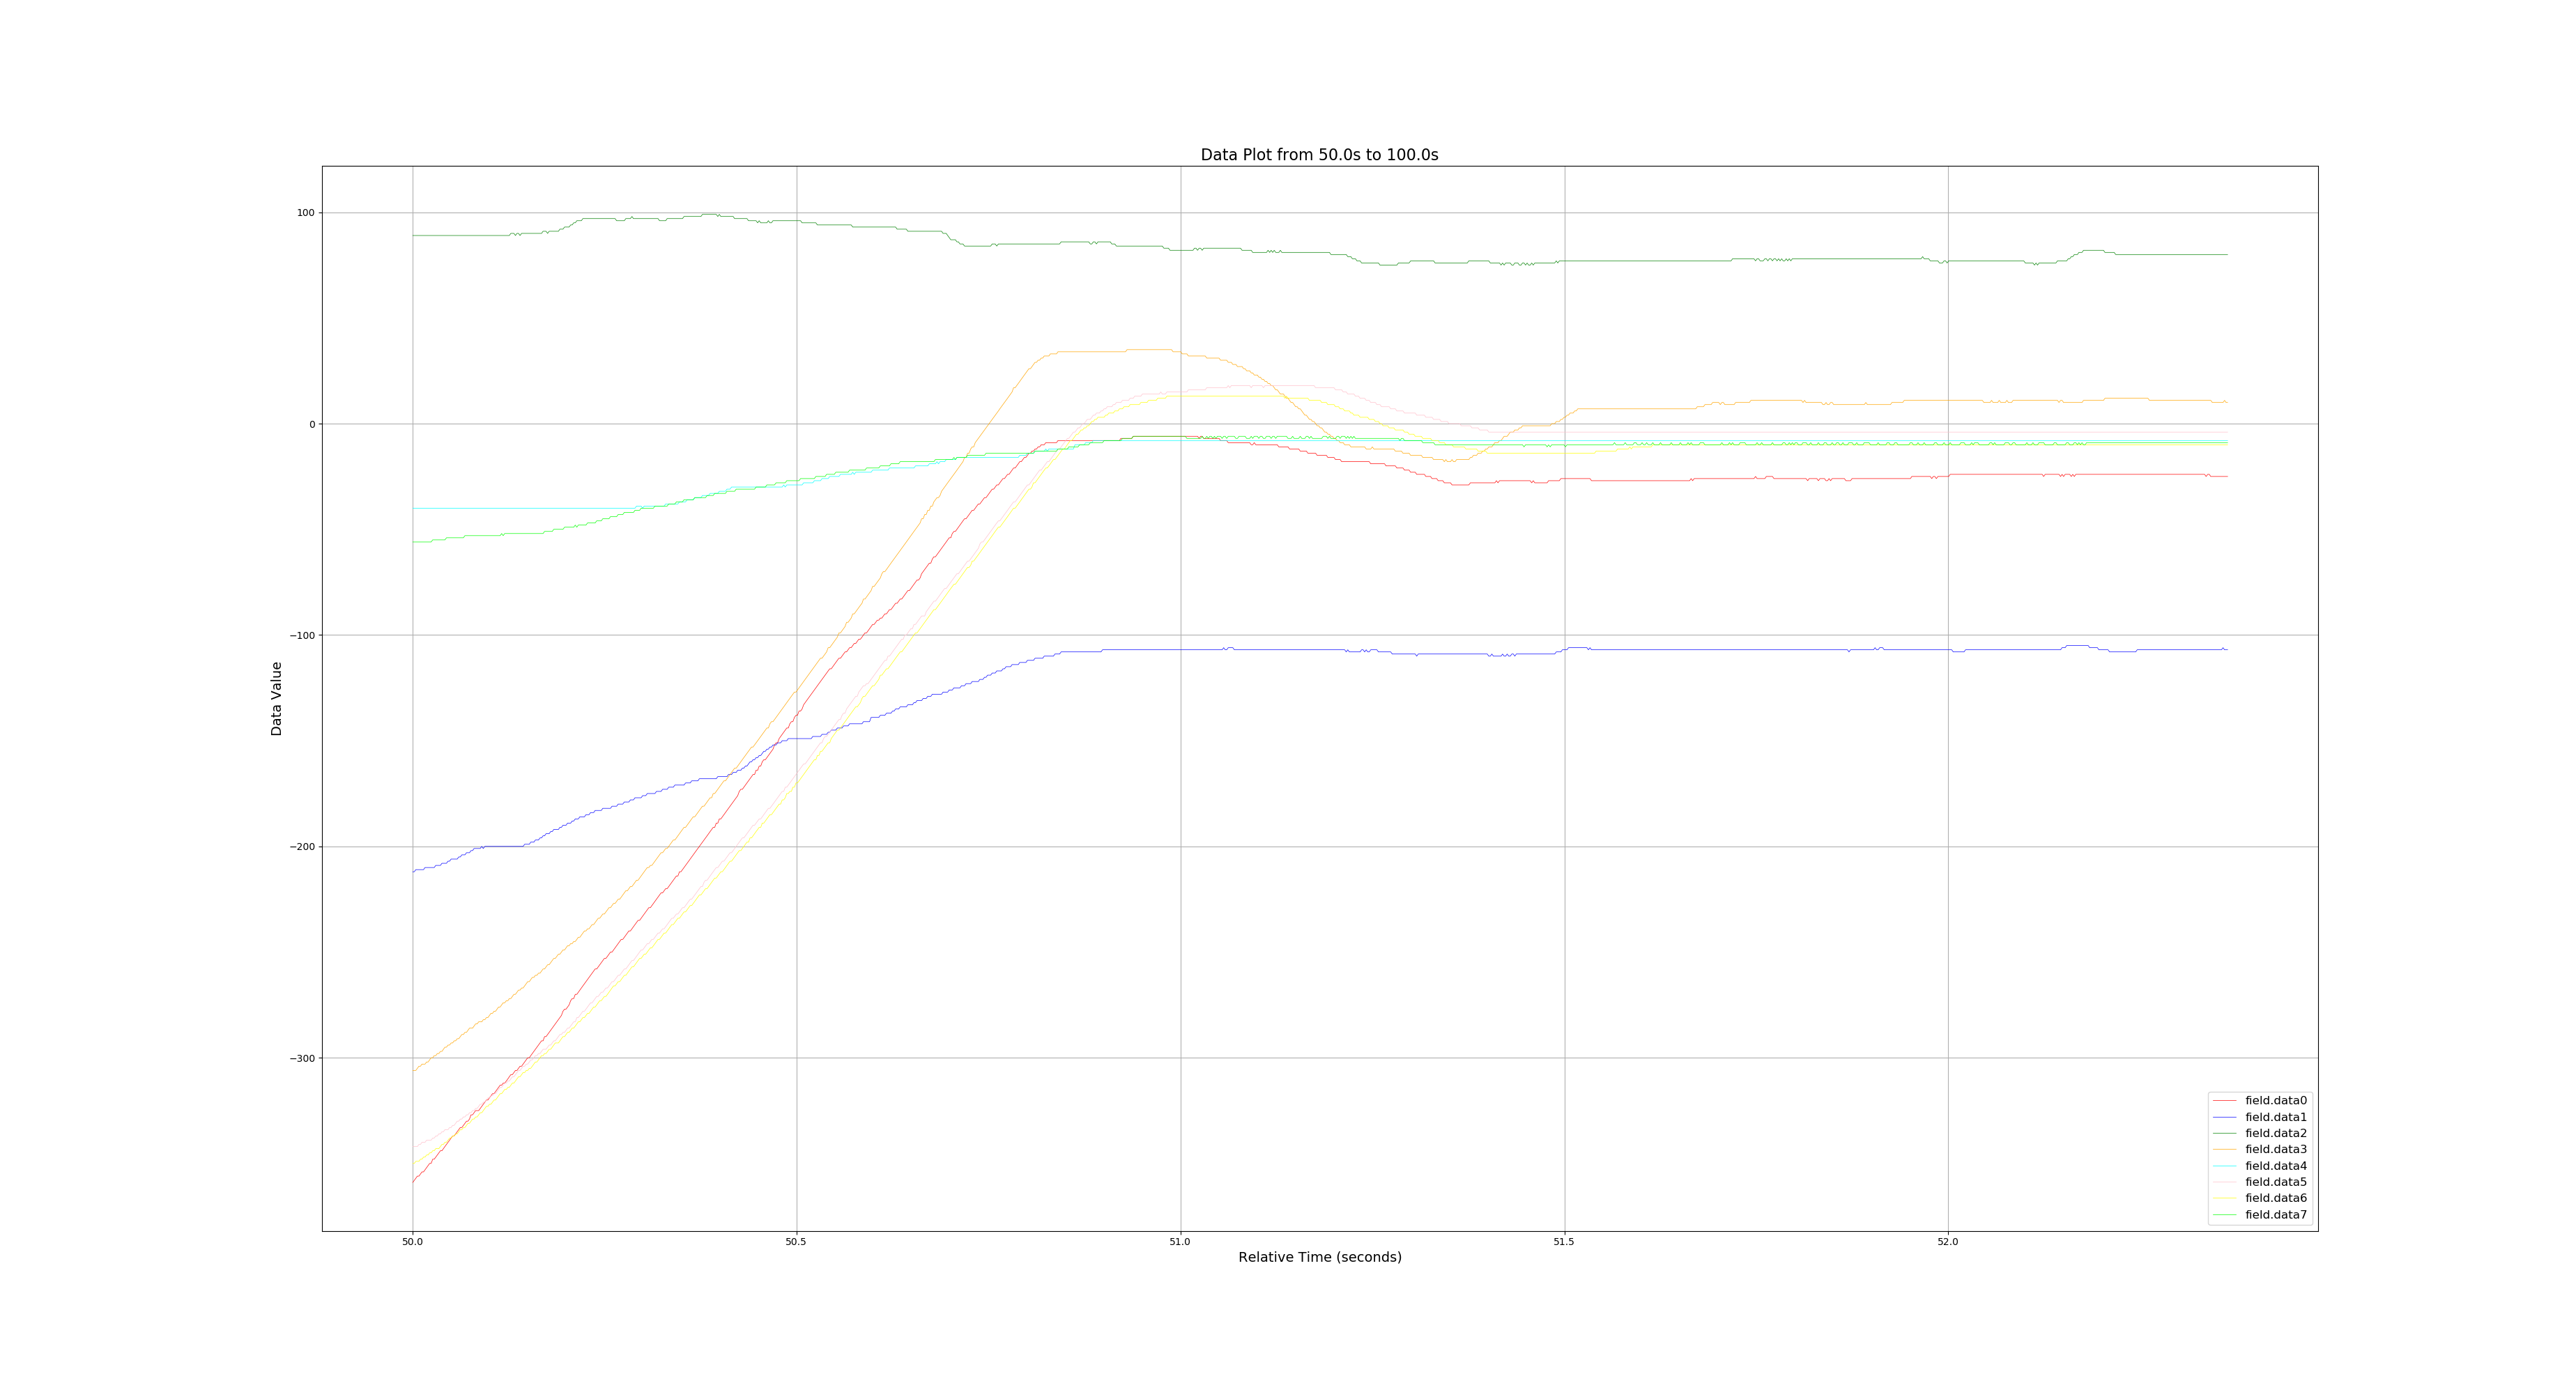 Data Plot from 50.0s to 100.0s
100
0
−100
−200
−300
Data Value
50.0
50.5
51.0
51.5
52.0
Relative Time (seconds)
field.data0
field.data1
field.data2
field.data3
field.data4
field.data5
field.data6
field.data7